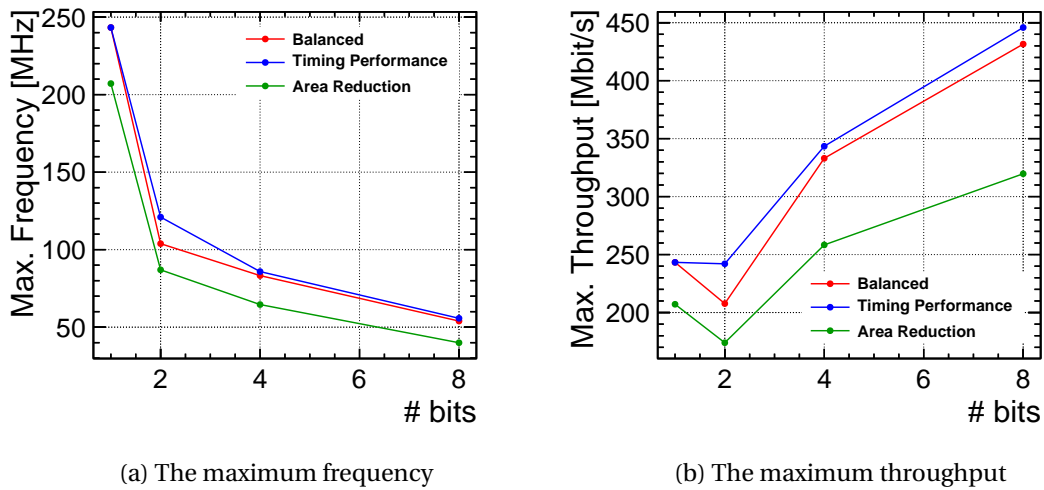 Max. Frequency [MHz]
250
200
150
100
50
2
4
6
8
# bits
Balanced
Timing Performance
Area Reduction
(a) The maximum frequency
Max. Throughput [Mbit/s]
450
400
350
300
250
200
2
4
6
8
# bits
Balanced
Timing Performance
Area Reduction
(b) The maximum throughput